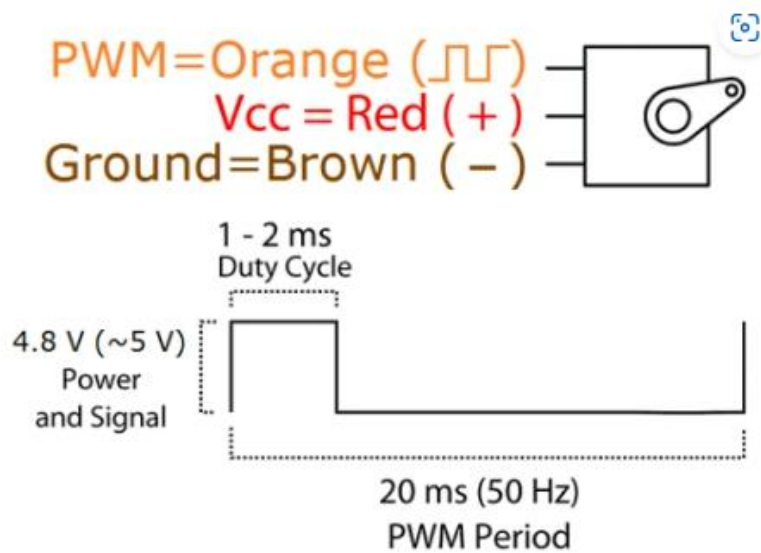 PWM=Orange (⎍⎍)
Vcc = Red ( + )
Ground=Brown ( − )
1 - 2 ms
Duty Cycle
4.8 V (~5 V)
Power
and Signal
20 ms (50 Hz)
PWM Period